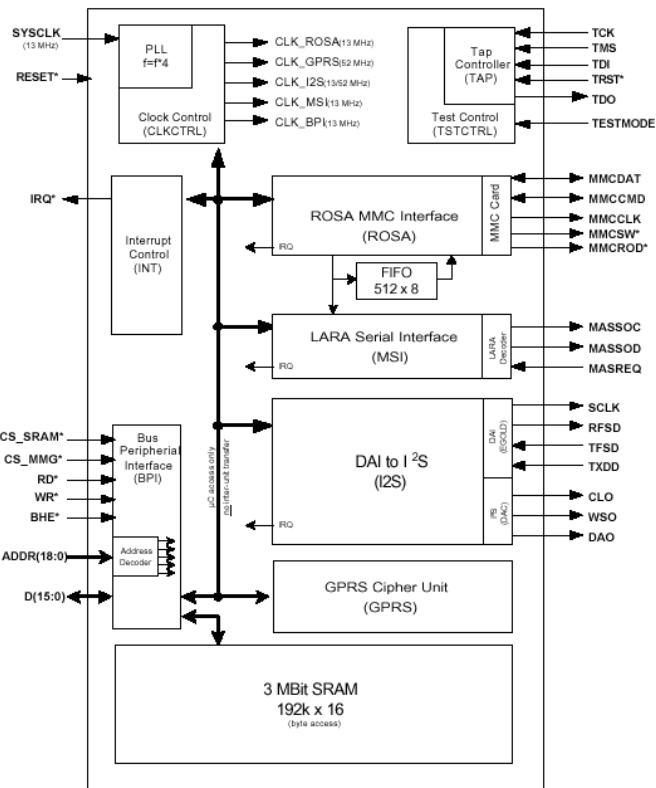 SYSCLK
(13 MHz)
RESET*
PLL
f=f*4
Clock Control
(CLKCTRL)
CLK_ROSA(13 MHz)
CLK_GPRS(52 MHz)
CLK_I2S(13/52 MHz)
CLK_MSI(13 MHz)
CLK_BPI(13 MHz)
Tap
Controller
(TAP)
Test Control
(TSTCTRL)
TCK
TMS
TDI
TRST*
TDO
TESTMODE
IRQ*
Interrupt
Control
(INT)
ROSA MMC Interface
(ROSA)
IRQ
MMC Card
MMCDAT
MMCCMD
MMCCLK
MMCSW*
MMCROD*
FIFO
512 x 8
LARA Serial Interface
(MSI)
IRQ
LARA
Decoder
MASSOC
MASSOD
MASREQ
DAI to I2S
(I2S)
IRQ
DAI
(EGOLD)
(DAC)
SCLK
RFSD
TFSD
TXDD
CLO
WSO
DAO
µC access only
no inter-unit transfer
CS_SRAM*
CS_MMG*
RD*
WR*
BHE*
ADDR(18:0)
D(15:0)
Bus
Peripherial
Interface
(BPI)
Address
Decoder
GPRS Cipher Unit
(GPRS)
3 MBit SRAM
192k x 16
(byte access)